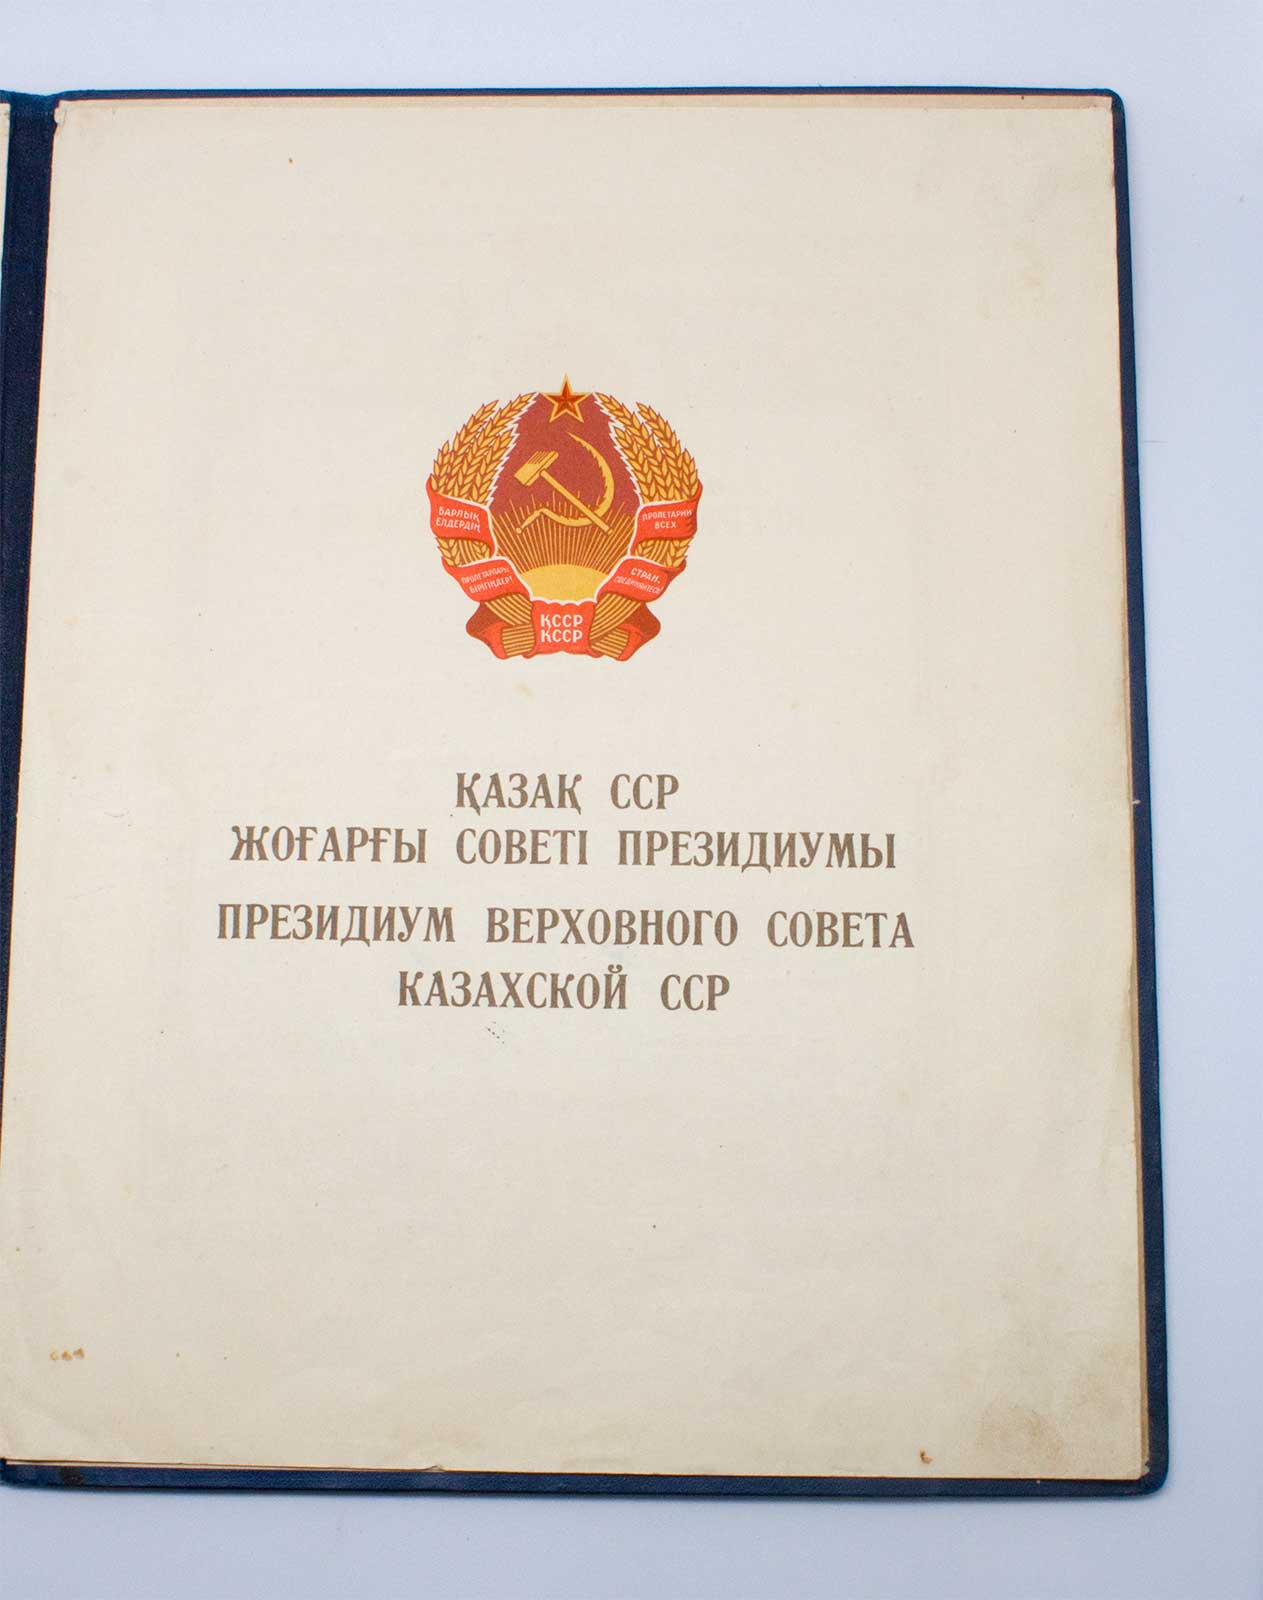 БАРЛЫҚ
ЕЛДЕРДІҢ
ПРОЛЕТАРЛАРЫ,
БІРІГІҢДЕР!
ПРОЛЕТАРИИ
ВСЕХ
СТРАН,
СОЕДИНЯЙТЕСЬ!
ҚССР
КССР
ҚАЗАҚ ССР
ЖОҒАРҒЫ СОВЕТІ ПРЕЗИДИУМЫ
ПРЕЗИДИУМ ВЕРХОВНОГО СОВЕТА
КАЗАХСКОЙ ССР